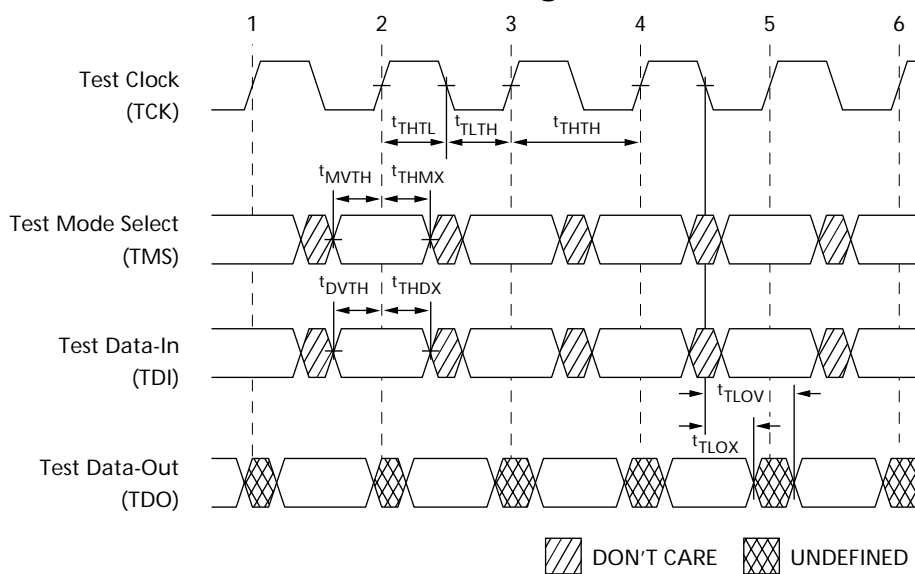 1 2 3 4 5 6
Test Clock
(TCK)
tTHTL tTLTH tTHTH
tMVTH tTHMX
Test Mode Select
(TMS)
tDVTH tTHDX
Test Data-In
(TDI)
tTLOV
tTLOX
Test Data-Out
(TDO)
DON'T CARE UNDEFINED